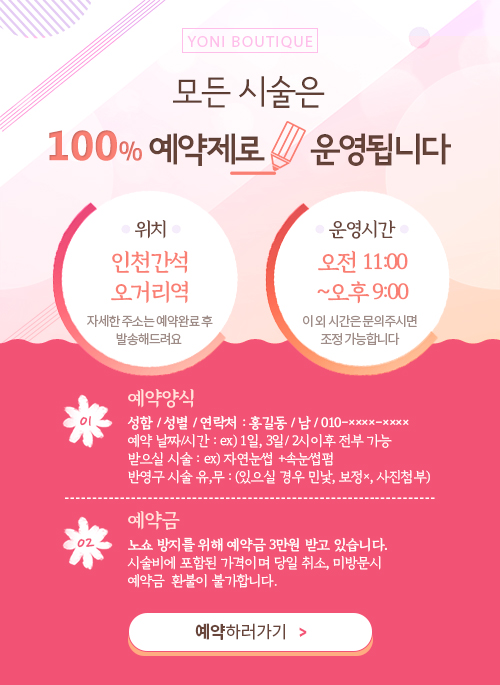 YONI BOUTIQUE
모든 시술은
100% 예약제로 운영됩니다
위치
인천간석
오거리역
자세한 주소는 예약완료 후
발송해드려요
운영시간
오전 11:00
~오후 9:00
이 외 시간은 문의주시면
조정 가능합니다
01
예약양식
성함 / 성별 / 연락처 : 홍길동 / 남 / 010-××××-××××
예약 날짜/시간 : ex) 1일, 3일/ 2시이후 전부 가능
받으실 시술 : ex) 자연눈썹 +속눈썹펌
반영구 시술 유,무 : (있으실 경우 민낯, 보정×, 사진첨부)
02
예약금
노쇼 방지를 위해 예약금 3만원 받고 있습니다.
시술비에 포함된 가격이며 당일 취소, 미방문시
예약금 환불이 불가합니다.
예약하러가기 >